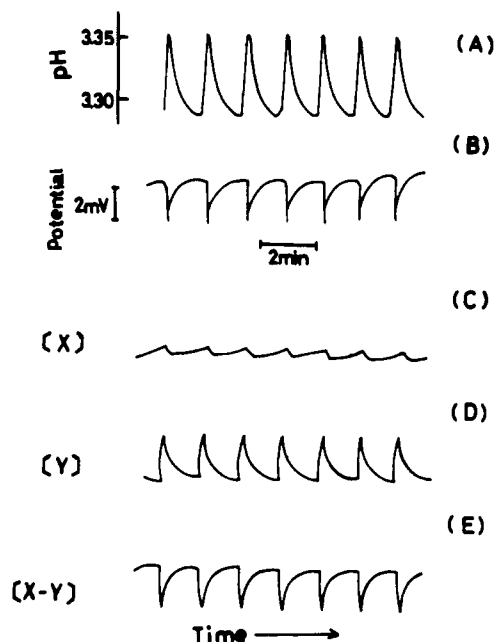 (A)
3.35
pH
3.30
(B)
Potential
2mV
2min
(C)
[X]
(D)
[Y]
(E)
[X-Y]
Time